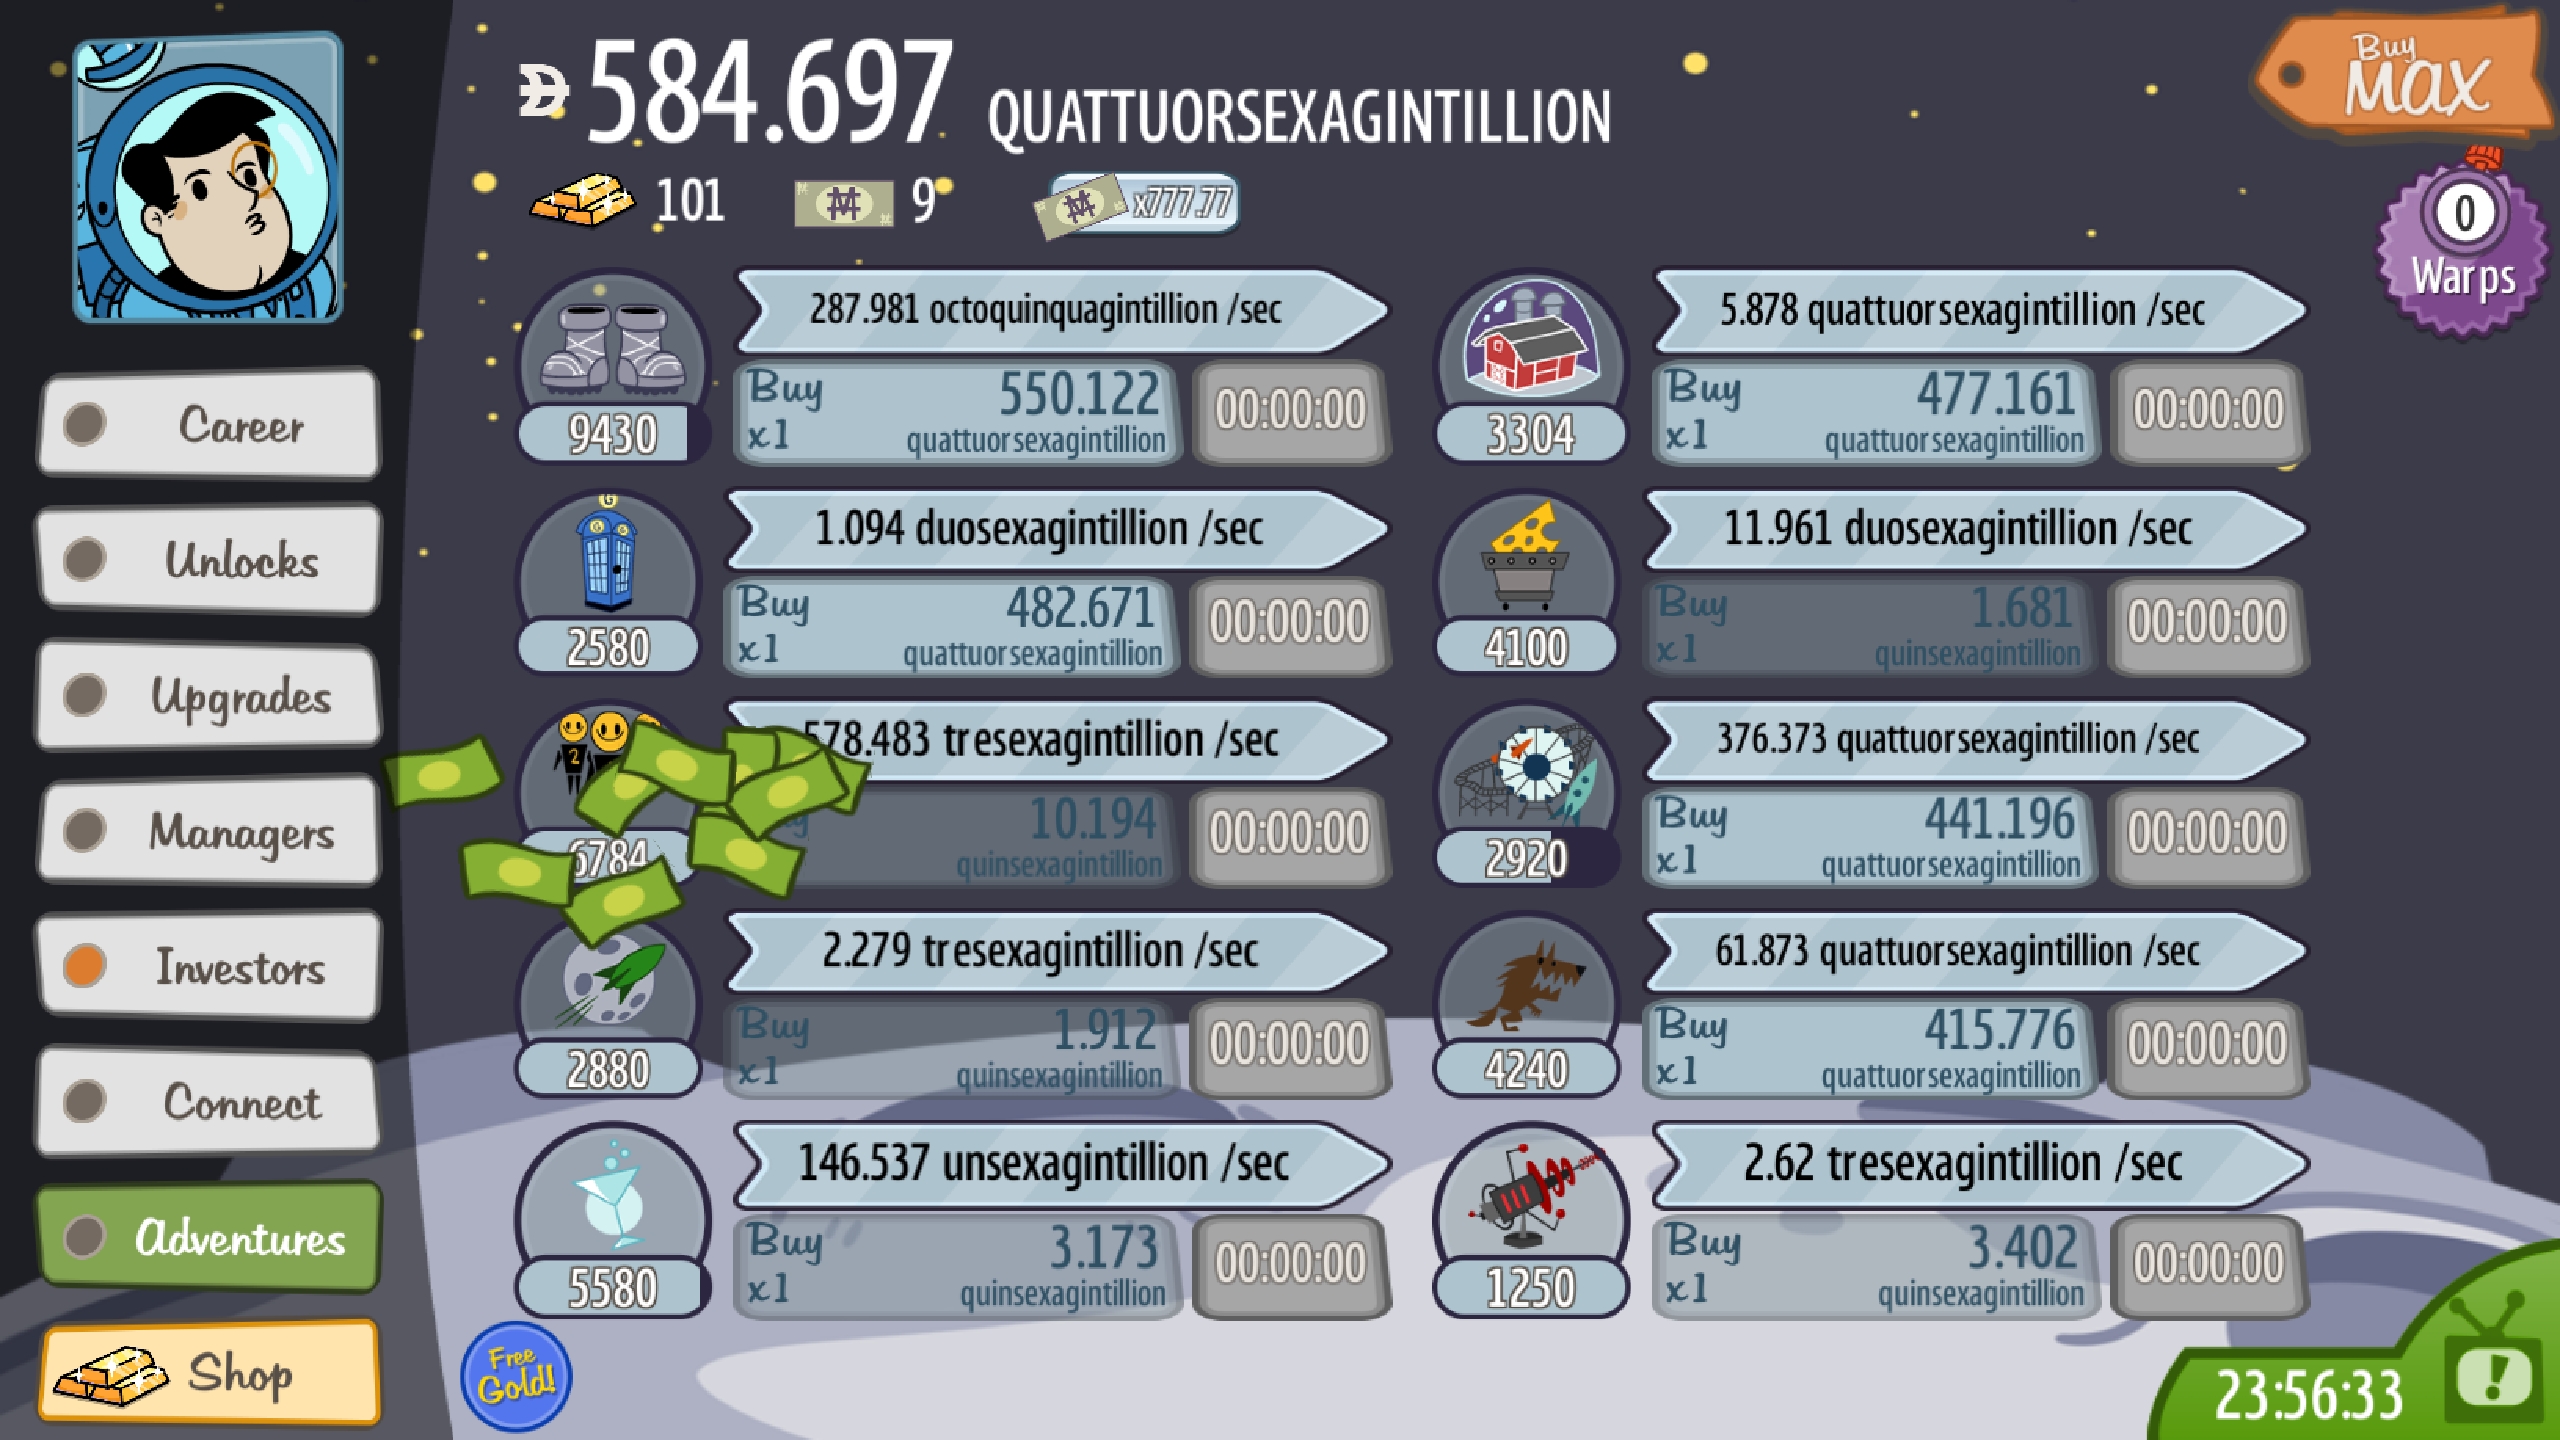 584.697 QUATTUORSEXAGINTILLION
Buy
MAX
101 9 x777.77
0
Warps
Career
Unlocks
Upgrades
Managers
Investors
Connect
Adventures
Shop
287.981 octoquinquagintillion /sec
9430
Buy 550.122
x1 quattuorsexagintillion
00:00:00
5.878 quattuorsexagintillion /sec
3304
Buy 477.161
x1 quattuorsexagintillion
00:00:00
1.094 duosexagintillion /sec
2580
Buy 482.671
x1 quattuorsexagintillion
00:00:00
11.961 duosexagintillion /sec
4100
Buy 1.681
x1 quinsexagintillion
00:00:00
578.483 tresexagintillion /sec
2
6784
10.194
quinsexagintillion
00:00:00
376.373 quattuorsexagintillion /sec
2920
Buy 441.196
x1 quattuorsexagintillion
00:00:00
2.279 tresexagintillion /sec
2880
Buy 1.912
x1 quinsexagintillion
00:00:00
61.873 quattuorsexagintillion /sec
4240
Buy 415.776
x1 quattuorsexagintillion
00:00:00
146.537 unsexagintillion /sec
5580
Buy 3.173
x1 quinsexagintillion
00:00:00
2.62 tresexagintillion /sec
1250
Buy 3.402
x1 quinsexagintillion
00:00:00
Free
Gold!
23:56:33
!